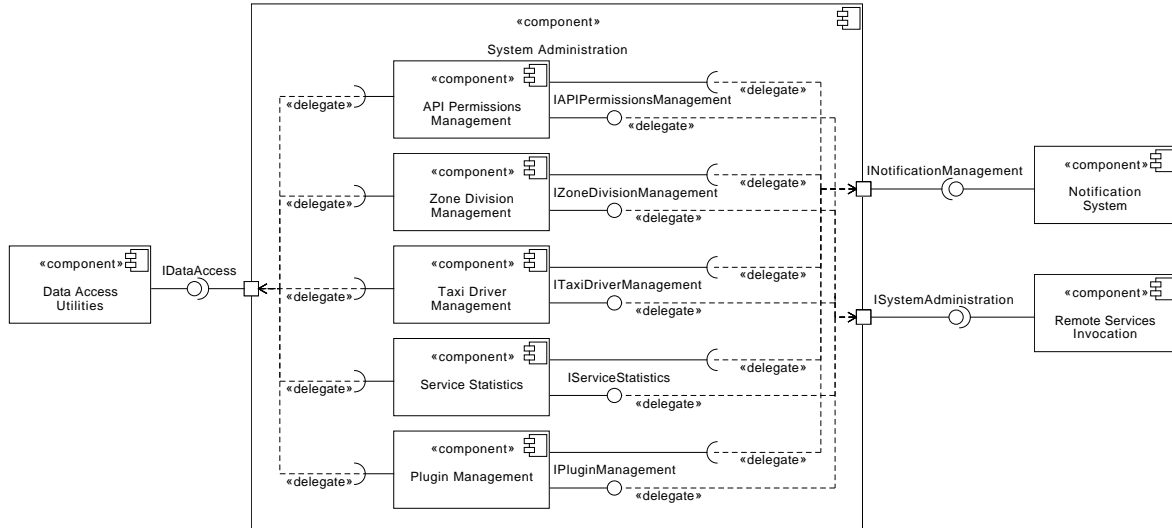 «component»
System Administration
«component»
API Permissions
Management
«delegate»
«delegate»
IAPIPermissionsManagement
«delegate»
«component»
Zone Division
Management
«delegate»
«delegate»
IZoneDivisionManagement
«delegate»
INotificationManagement
«component»
Notification
System
«component»
Data Access
Utilities
IDataAccess
«component»
Taxi Driver
Management
«delegate»
«delegate»
ITaxiDriverManagement
«delegate»
ISystemAdministration
«component»
Remote Services
Invocation
«component»
Service Statistics
«delegate»
«delegate»
IServiceStatistics
«delegate»
«component»
Plugin Management
«delegate»
«delegate»
IPluginManagement
«delegate»